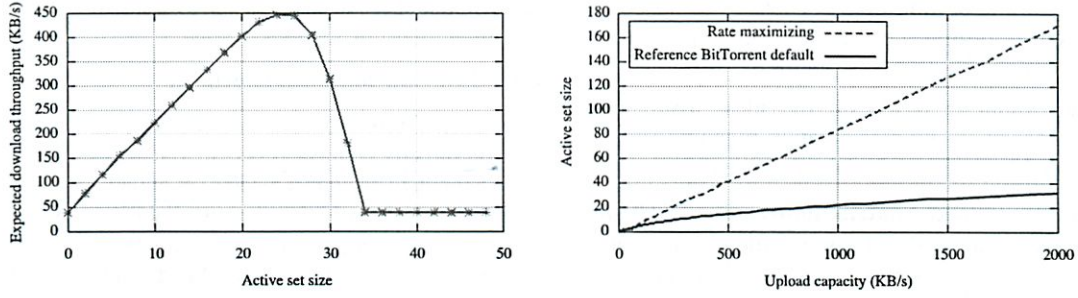 450
400
350
300
250
200
150
100
50
0
Expected download throughput (KB/s)
0 10 20 30 40 50
Active set size
180
160
140
120
100
80
60
40
20
0
Active set size
Rate maximizing
Reference BitTorrent default
0 500 1000 1500 2000
Upload capacity (KB/s)